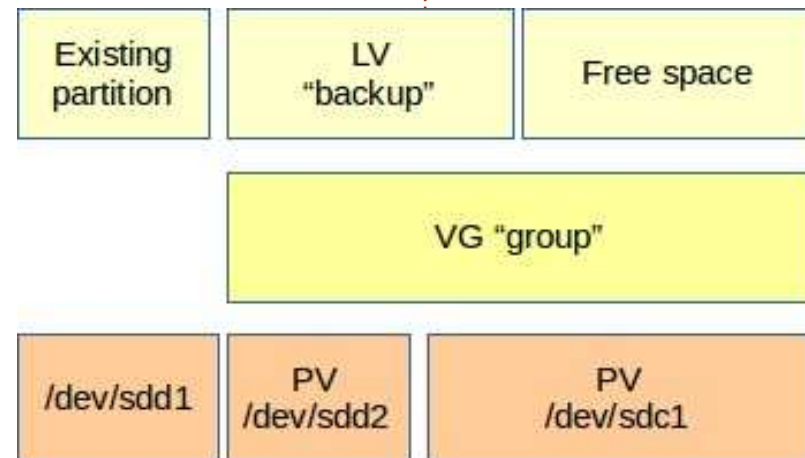 Existing
partition
LV
“backup”
Free space
VG “group”
/dev/sdd1
PV
/dev/sdd2
PV
/dev/sdc1